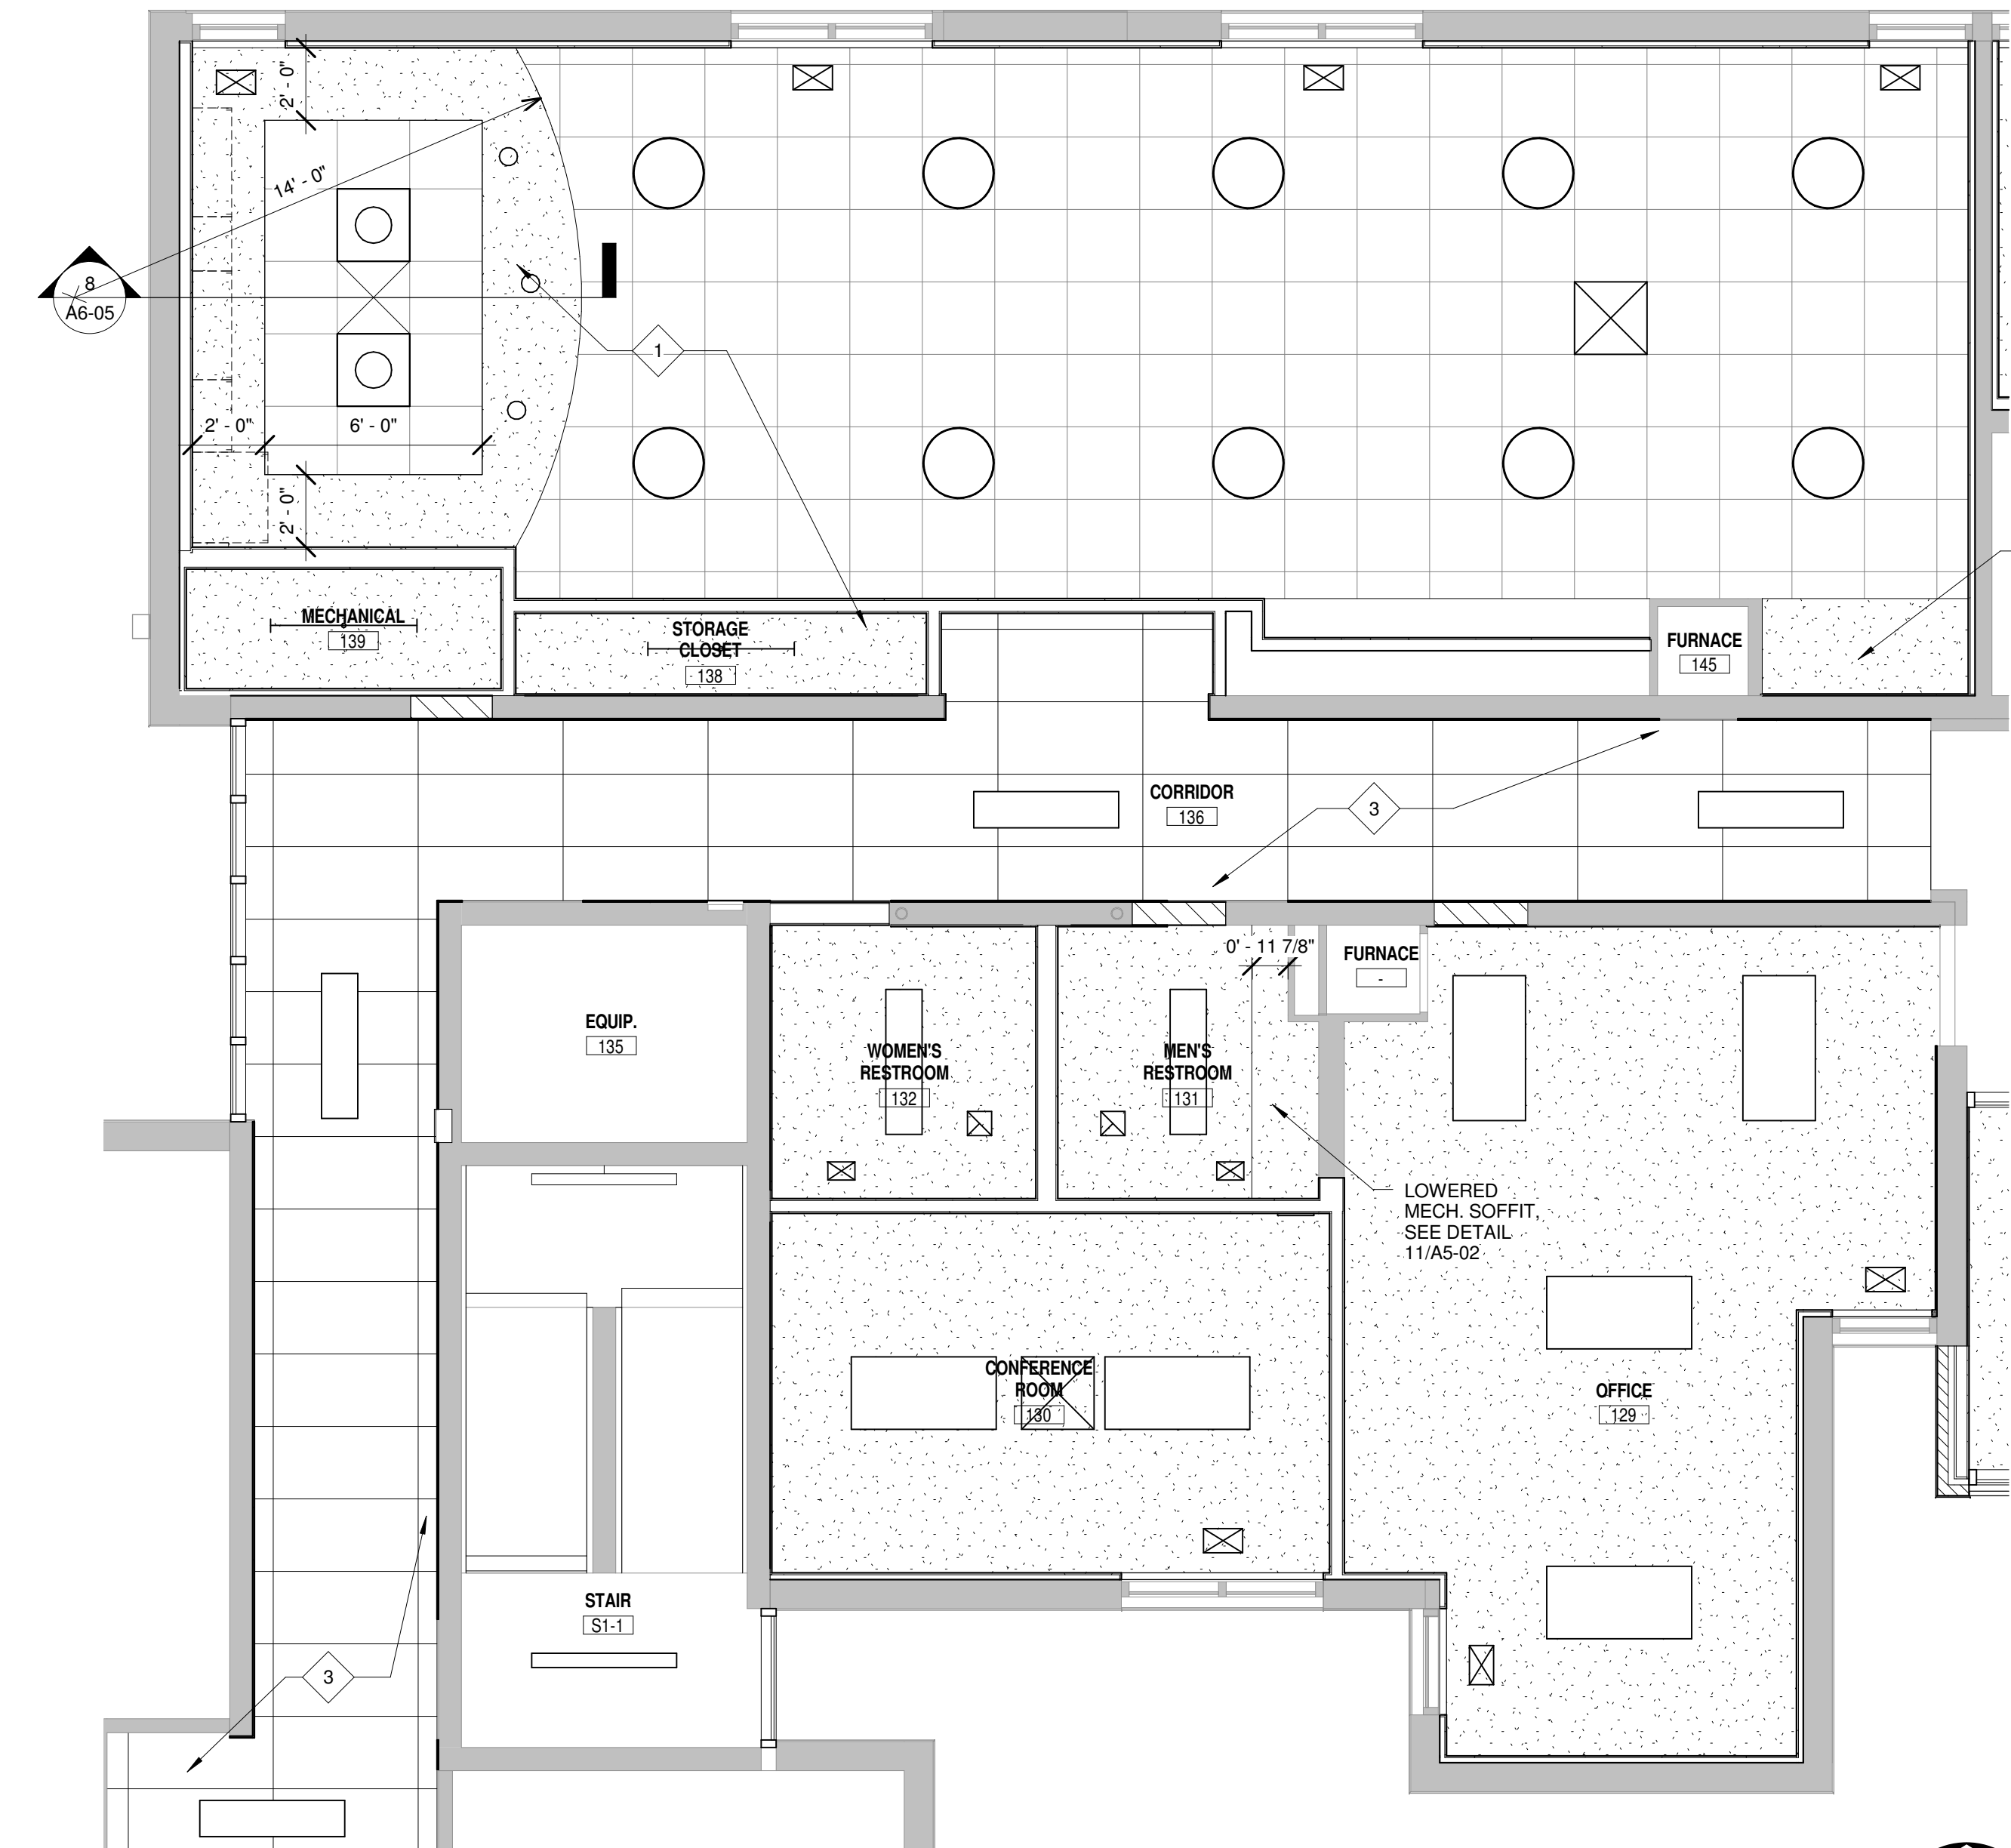 2' - 0"
14' - 0"
8
A6-05
1
2' - 0"
6' - 0"
2' - 0"
MECHANICAL
139
STORAGE
CLOSET
138
FURNACE
145
CORRIDOR
136
3
0' - 11 7/8"
FURNACE
-
EQUIP.
135
WOMEN'S
RESTROOM
132
MEN'S
RESTROOM
131
LOWERED
MECH. SOFFIT,
SEE DETAIL
11/A5-02
CONFERENCE
ROOM
130
OFFICE
129
STAIR
S1-1
3